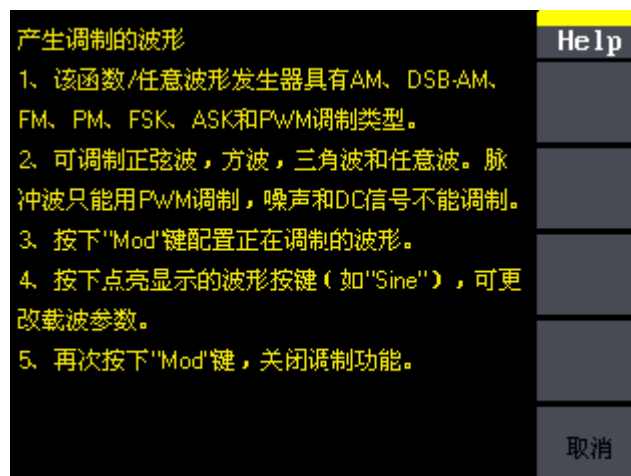 产生调制的波形
Help
1、该函数/任意波形发生器具有AM、DSB-AM、
FM、PM、FSK、ASK和PWM调制类型。
2、可调制正弦波，方波，三角波和任意波。脉
冲波只能用PWM调制，噪声和DC信号不能调制。
3、按下"Mod"键配置正在调制的波形。
4、按下点亮显示的波形按键（如"Sine"），可更
改载波参数。
5、再次按下"Mod"键，关闭调制功能。
取消